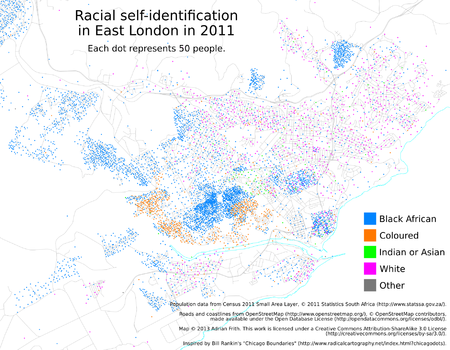 Racial self-identification
in East London in 2011
Each dot represents 50 people.
Black African
Coloured
Indian or Asian
White
Other
Population data from Census 2011 Small Area Layer, © 2011 Statistics South Africa (http://www.statssa.gov.za/).
Roads and coastlines from OpenStreetMap (http://www.openstreetmap.org/), © OpenStreetMap contributors,
made available under the Open Database License (http://opendatacommons.org/licenses/odbl/).
Map © 2013 Adrian Frith. This work is licensed under a Creative Commons Attribution-ShareAlike 3.0 License
(http://creativecommons.org/licenses/by-sa/3.0/).
Inspired by Bill Rankin's "Chicago Boundaries" (http://www.radicalcartography.net/index.html?chicagodots).